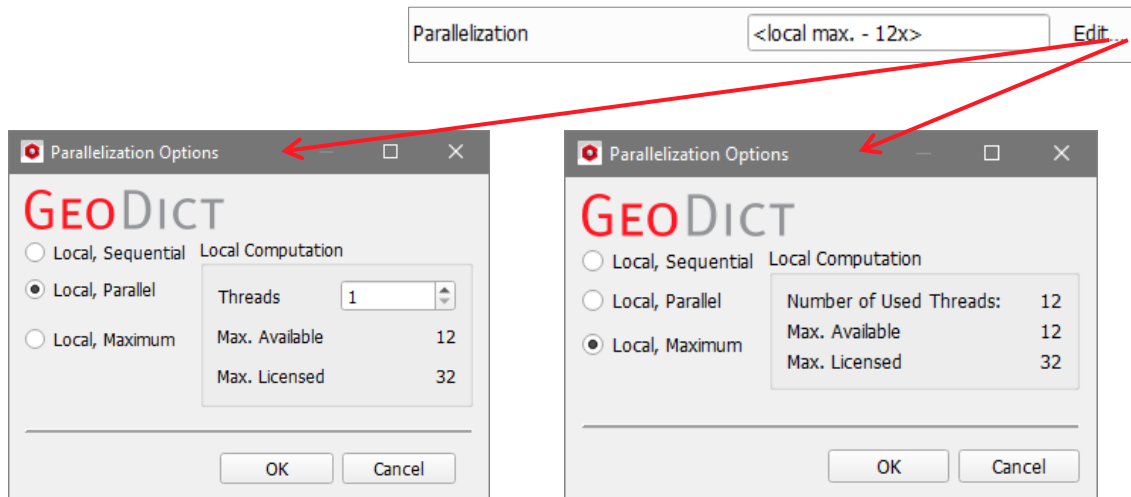 Parallelization <local max. - 12x> Edit...
Parallelization Options
GEODICT
Local, Sequential Local Computation
Local, Parallel Threads 1
Max. Available 12
Local, Maximum
Max. Licensed 32
OK Cancel
Parallelization Options
GEODICT
Local, Sequential Local Computation
Local, Parallel Number of Used Threads: 12
Max. Available 12
Local, Maximum
Max. Licensed 32
OK Cancel